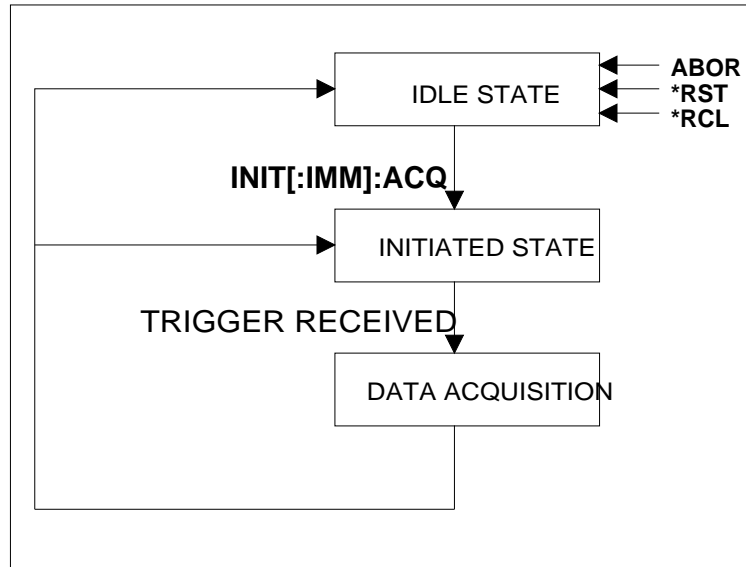 IDLE STATE
ABOR
*RST
*RCL
INIT[:IMM]:ACQ
INITIATED STATE
TRIGGER RECEIVED
DATA ACQUISITION